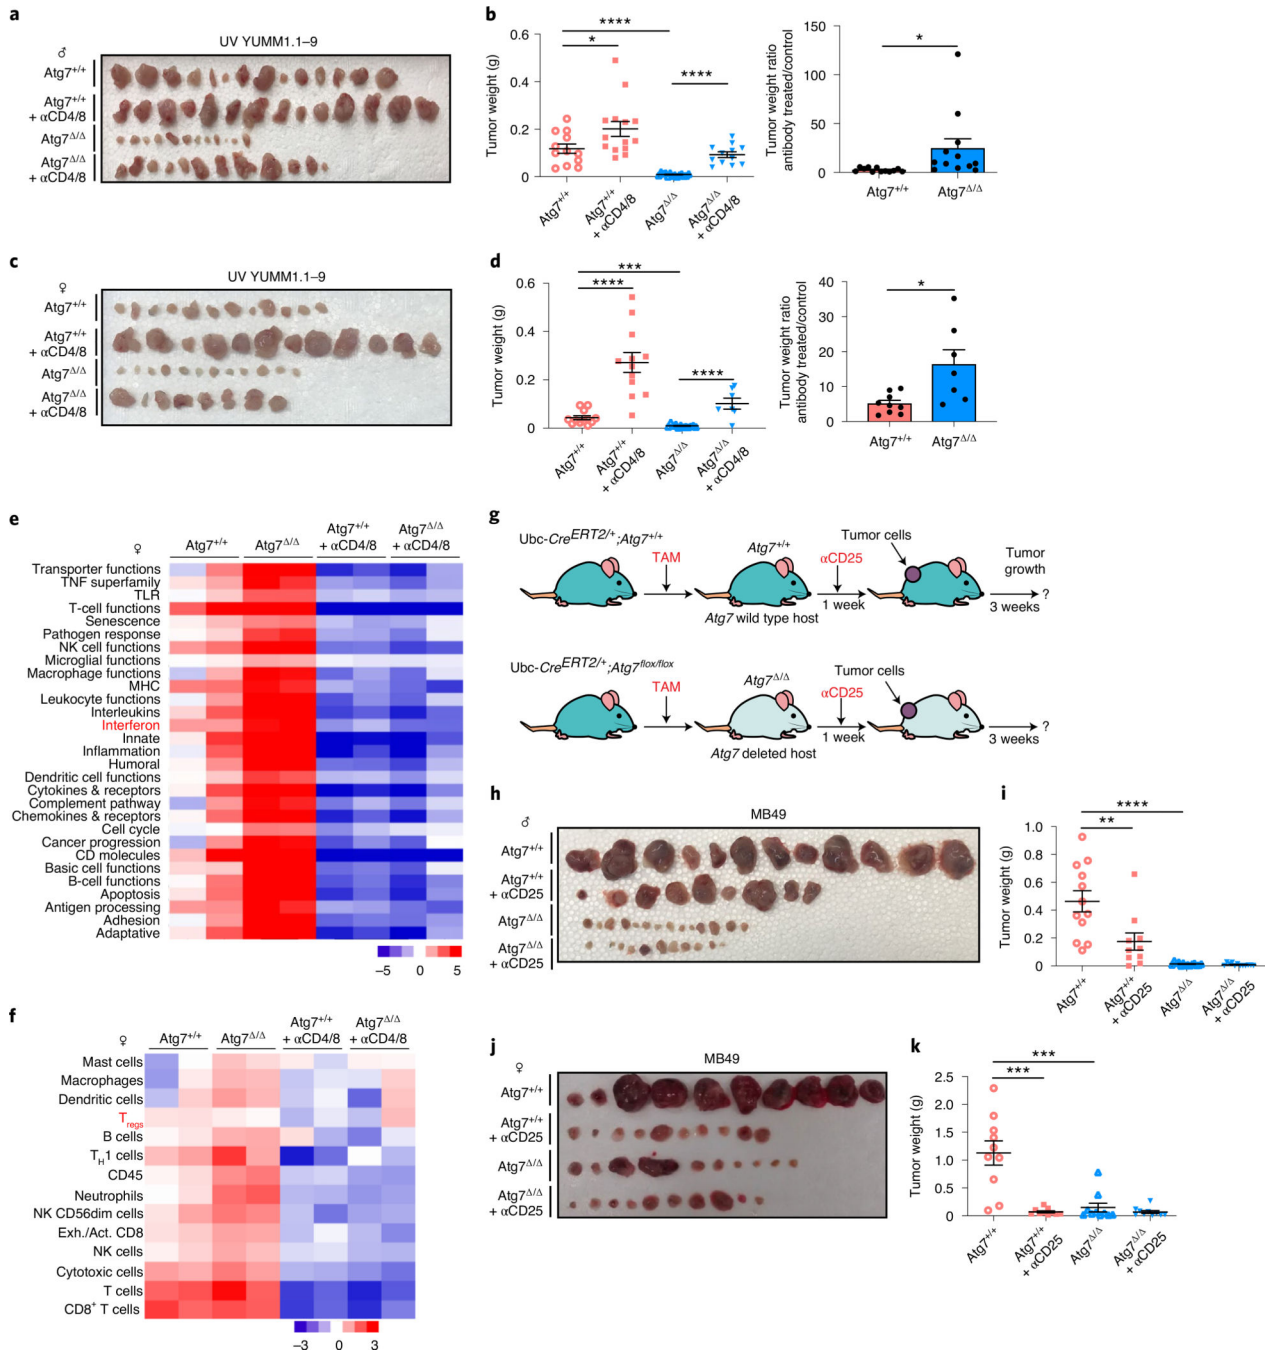 a
UV YUMM1.1–9
♂
Atg7+/+
Atg7+/+
+ αCD4/8
Atg7Δ/Δ
Atg7Δ/Δ
+ αCD4/8
b
Tumor weight (g)
0.6
0.4
0.2
0
****
*
****
Atg7+/+
Atg7+/+
+ αCD4/8
Atg7Δ/Δ
Atg7Δ/Δ
+ αCD4/8
Tumor weight ratio
antibody treated/control
150
100
50
0
*
Atg7+/+
Atg7Δ/Δ
c
UV YUMM1.1–9
♀
Atg7+/+
Atg7+/+
+ αCD4/8
Atg7Δ/Δ
Atg7Δ/Δ
+ αCD4/8
d
Tumor weight (g)
0.6
0.4
0.2
0
***
****
****
Atg7+/+
Atg7+/+
+ αCD4/8
Atg7Δ/Δ
Atg7Δ/Δ
+ αCD4/8
Tumor weight ratio
antibody treated/control
40
30
20
10
0
*
Atg7+/+
Atg7Δ/Δ
e
♀
Atg7+/+
Atg7Δ/Δ
Atg7+/+
+ αCD4/8
Atg7Δ/Δ
+ αCD4/8
Transporter functions
TNF superfamily
TLR
T-cell functions
Senescence
Pathogen response
NK cell functions
Microglial functions
Macrophage functions
MHC
Leukocyte functions
Interleukins
Interferon
Innate
Inflammation
Humoral
Dendritic cell functions
Cytokines & receptors
Complement pathway
Chemokines & receptors
Cell cycle
Cancer progression
CD molecules
Basic cell functions
B-cell functions
Apoptosis
Antigen processing
Adhesion
Adaptive
–5 0 5
f
♀
Atg7+/+
Atg7Δ/Δ
Atg7+/+
+ αCD4/8
Atg7Δ/Δ
+ αCD4/8
Mast cells
Macrophages
Dendritic cells
Tregs
B cells
TH1 cells
CD45
Neutrophils
NK CD56dim cells
Exh./Act. CD8
NK cells
Cytotoxic cells
T cells
CD8+ T cells
–3 0 3
g
Ubc-CreERT2/+;Atg7+/+
TAM
Atg7+/+
Atg7 wild type host
αCD25
1 week
Tumor cells
Tumor
growth
?
3 weeks
Ubc-CreERT2/+;Atg7flox/flox
TAM
Atg7Δ/Δ
Atg7 deleted host
αCD25
1 week
Tumor cells
?
3 weeks
h
MB49
♂
Atg7+/+
Atg7+/+
+ αCD25
Atg7Δ/Δ
Atg7Δ/Δ
+ αCD25
i
Tumor weight (g)
1.0
0.8
0.6
0.4
0.2
0
****
**
Atg7+/+
Atg7+/+
+ αCD25
Atg7Δ/Δ
Atg7Δ/Δ
+ αCD25
j
MB49
♀
Atg7+/+
Atg7+/+
+ αCD25
Atg7Δ/Δ
Atg7Δ/Δ
+ αCD25
k
Tumor weight (g)
2.5
2.0
1.5
1.0
0.5
0
***
***
Atg7+/+
Atg7+/+
+ αCD25
Atg7Δ/Δ
Atg7Δ/Δ
+ αCD25